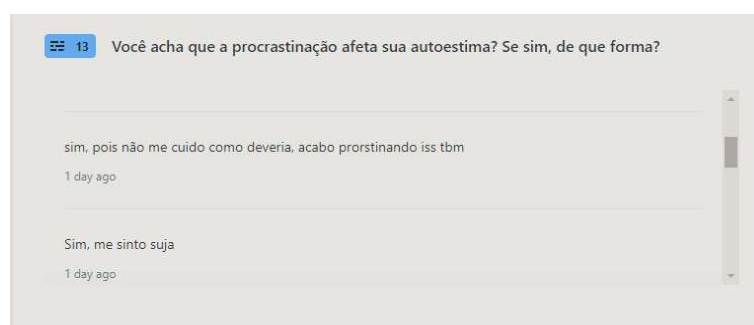 13 Você acha que a procrastinação afeta sua autoestima? Se sim, de que forma?
sim, pois não me cuido como deveria, acabo prorstinando iss tbm
1 day ago
Sim, me sinto suja
1 day ago